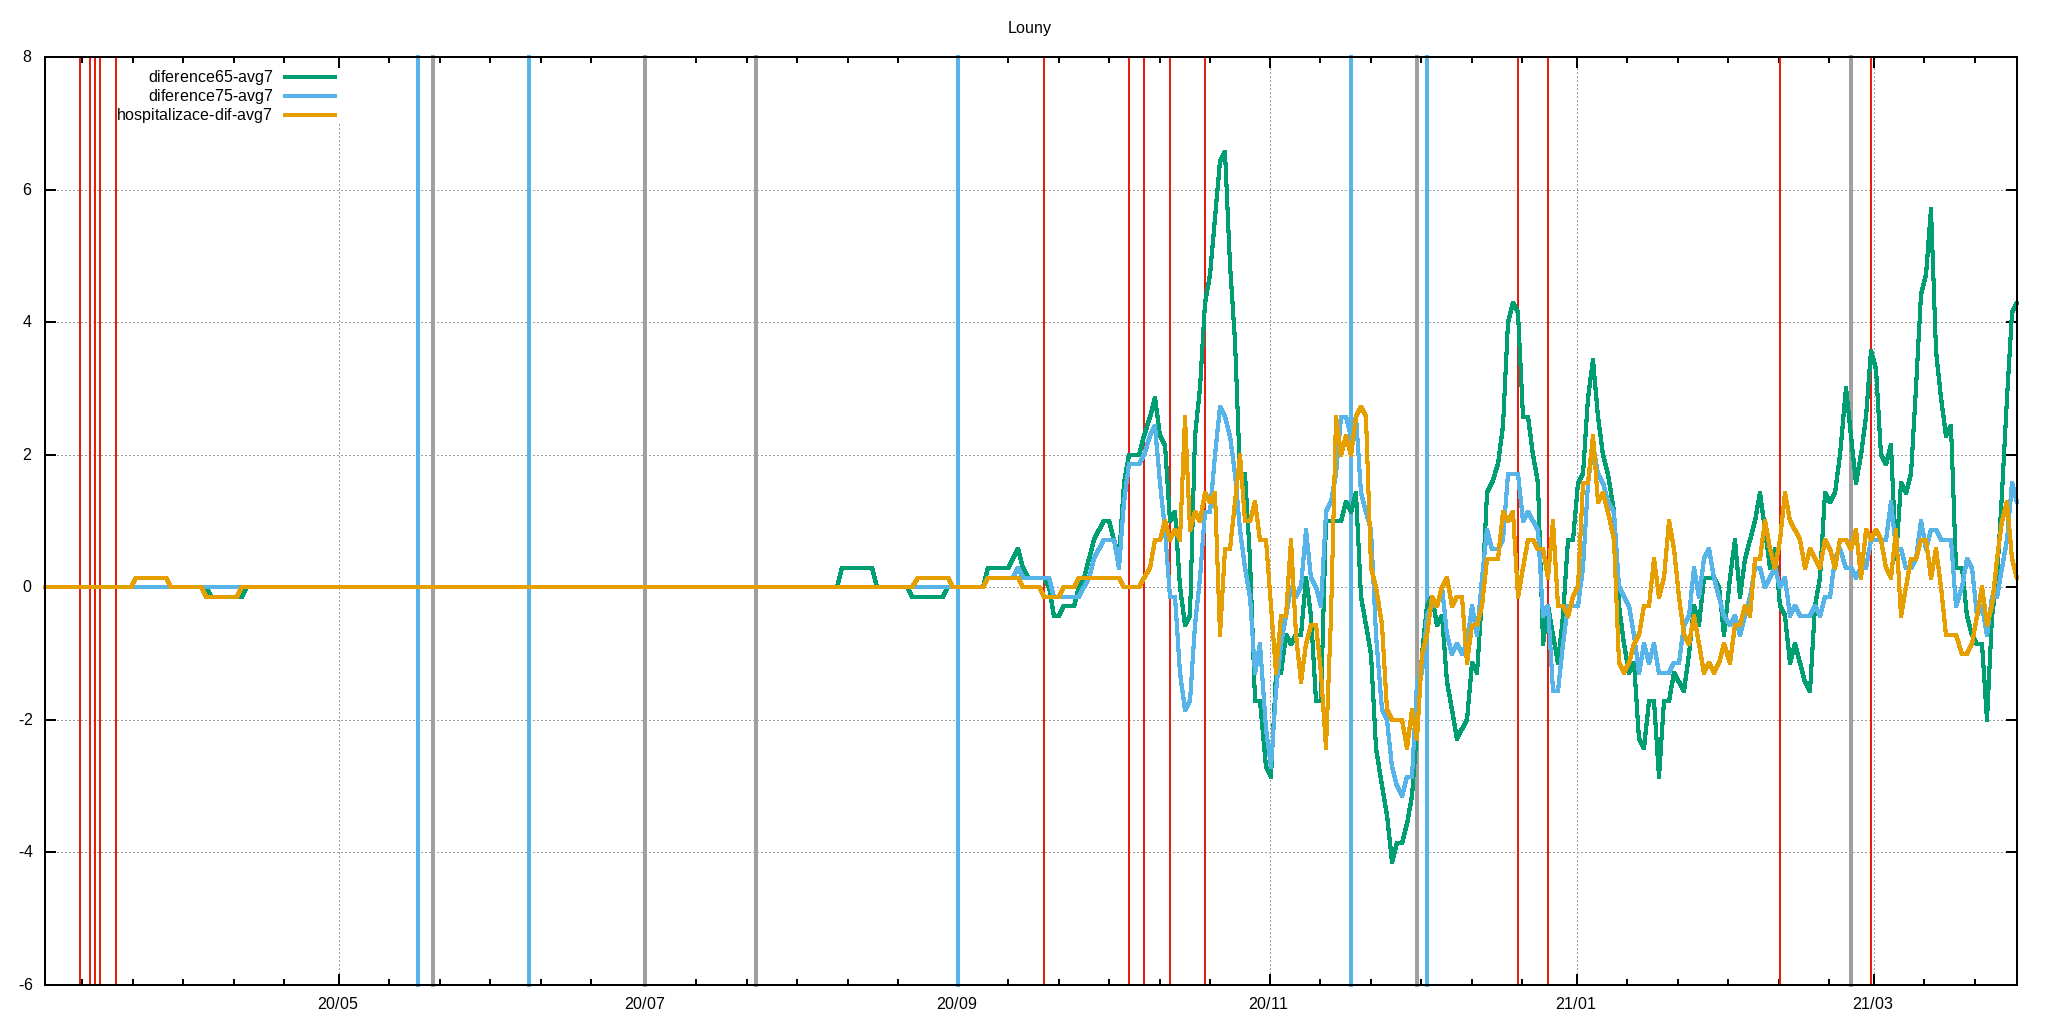 Louny
8
diference65-avg7
diference75-avg7
hospitalizace-dif-avg7
6
4
2
0
-2
-4
-6
20/05 20/07 20/09 20/11 21/01 21/03